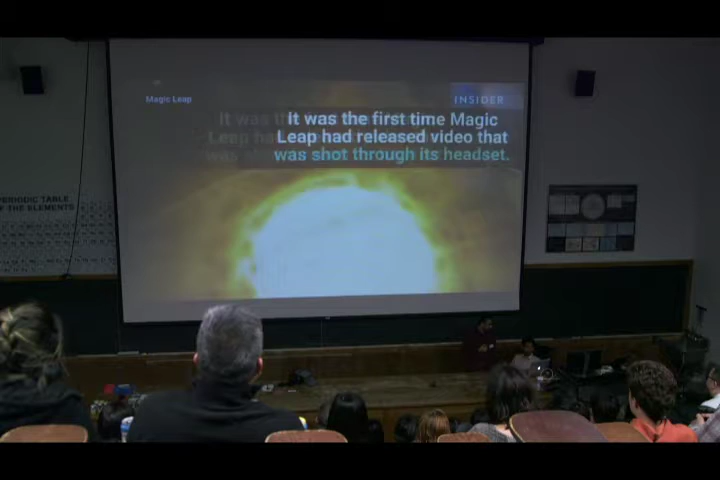 Magic Leap
INSIDER
It was the first time Magic
Leap had released video that
was shot through its headset.
PERIODIC TABLE
OF THE ELEMENTS